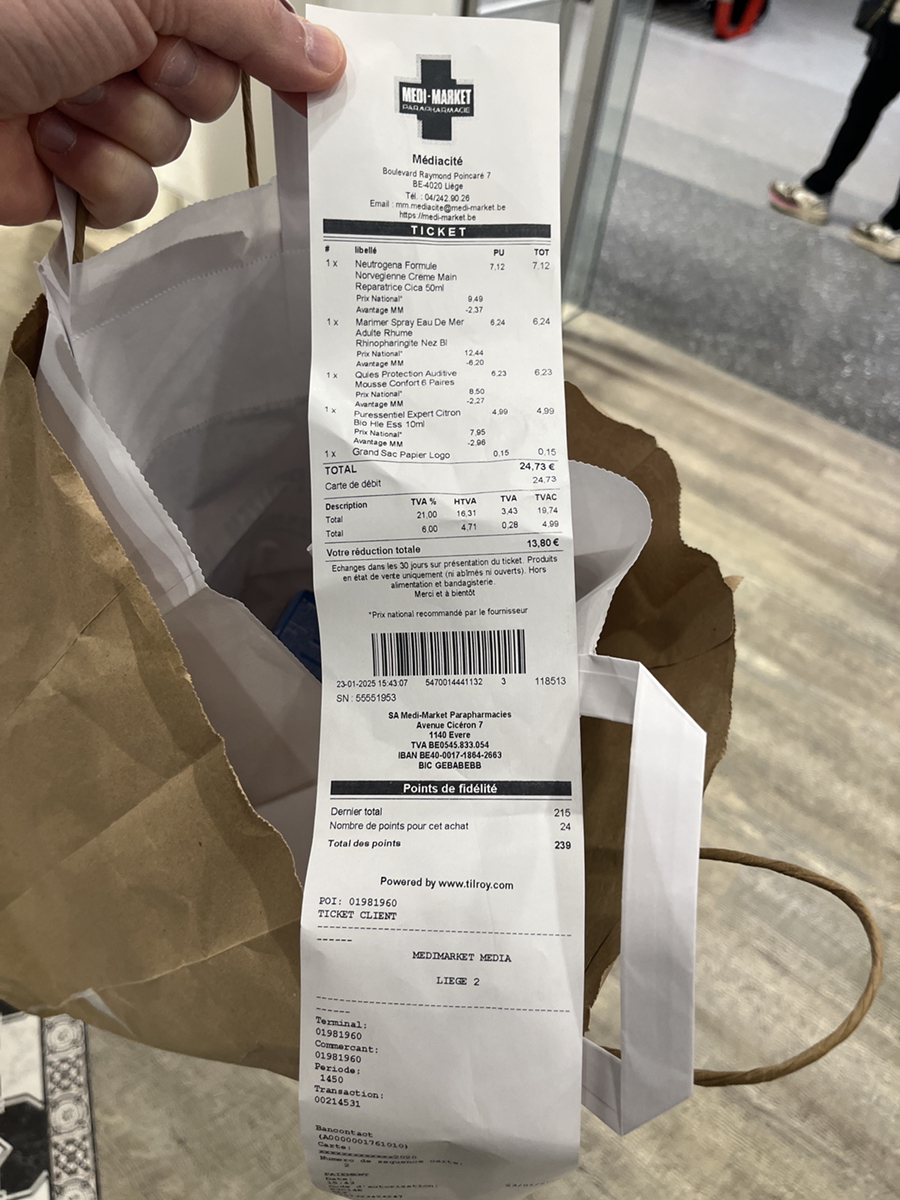 MEDI-MARKET
PARAPHARMACIE
Médiacité
Boulevard Raymond Poincaré 7
BE-4020 Liège
Tél. : 04/242.90.26
Email : mm.mediacite@medi-market.be
https://medi-market.be
TICKET
# libellé PU TOT
1 x Neutrogena Formule 7,12 7,12
Norvegienne Crème Main
Reparatrice Cica 50ml
Prix National* 9,49
Avantage MM -2,37
1 x Marimer Spray Eau De Mer 6,24 6,24
Adulte Rhume
Rhinopharingite Nez Bl
Prix National* 12,44
Avantage MM -6,20
1 x Quies Protection Auditive 6,23 6,23
Mousse Confort 6 Paires
Prix National* 8,50
Avantage MM -2,27
1 x Puressentiel Expert Citron 4,99 4,99
Bio Hle Ess 10ml
Prix National* 7,95
Avantage MM -2,96
1 x Grand Sac Papier Logo 0,15 0,15
TOTAL 24,73 €
Carte de débit 24,73
Description TVA % HTVA TVA TVAC
Total 21,00 16,31 3,43 19,74
Total 6,00 4,71 0,28 4,99
Votre réduction totale 13,80 €
Echanges dans les 30 jours sur présentation du ticket. Produits
en état de vente uniquement (ni abîmés ni ouverts). Hors
alimentation et bandagisterie.
Merci et à bientôt
*Prix national recommandé par le fournisseur
23-01-2025 15:43:07 5470014441132 3 118513
SN : 55551953
SA Medi-Market Parapharmacies
Avenue Cicéron 7
1140 Evere
TVA BE0545.833.054
IBAN BE40-0017-1864-2663
BIC GEBABEBB
Points de fidélité
Dernier total 215
Nombre de points pour cet achat 24
Total des points 239
Powered by www.tilroy.com
POI: 01981960
TICKET CLIENT
MEDIMARKET MEDIA
LIEGE 2
Terminal:
01981960
Commercant:
01981960
Periode:
1450
Transaction:
00214531
Bancontact
(A0000001761010)
Carte:
Numero de sequence carte:
2
PAIEMENT
Date: